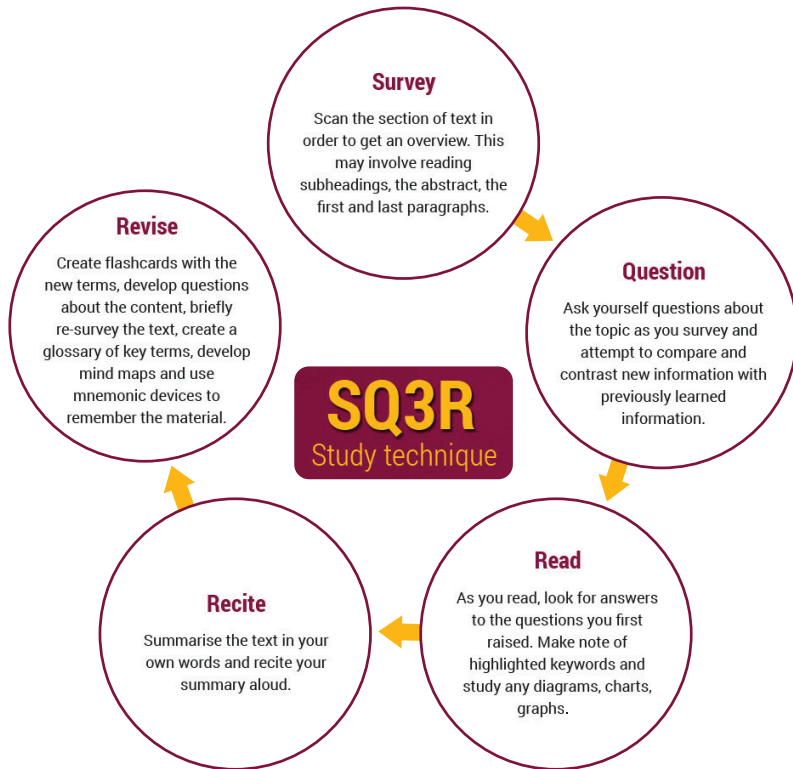 Survey
Scan the section of text in
order to get an overview. This
may involve reading
subheadings, the abstract, the
first and last paragraphs.
Question
Ask yourself questions about
the topic as you survey and
attempt to compare and
contrast new information with
previously learned
information.
Read
As you read, look for answers
to the questions you first
raised. Make note of
highlighted keywords and
study any diagrams, charts,
graphs.
Recite
Summarise the text in your
own words and recite your
summary aloud.
Revise
Create flashcards with the
new terms, develop questions
about the content, briefly
re-survey the text, create a
glossary of key terms, develop
mind maps and use
mnemonic devices to
remember the material.
SQ3R
Study technique